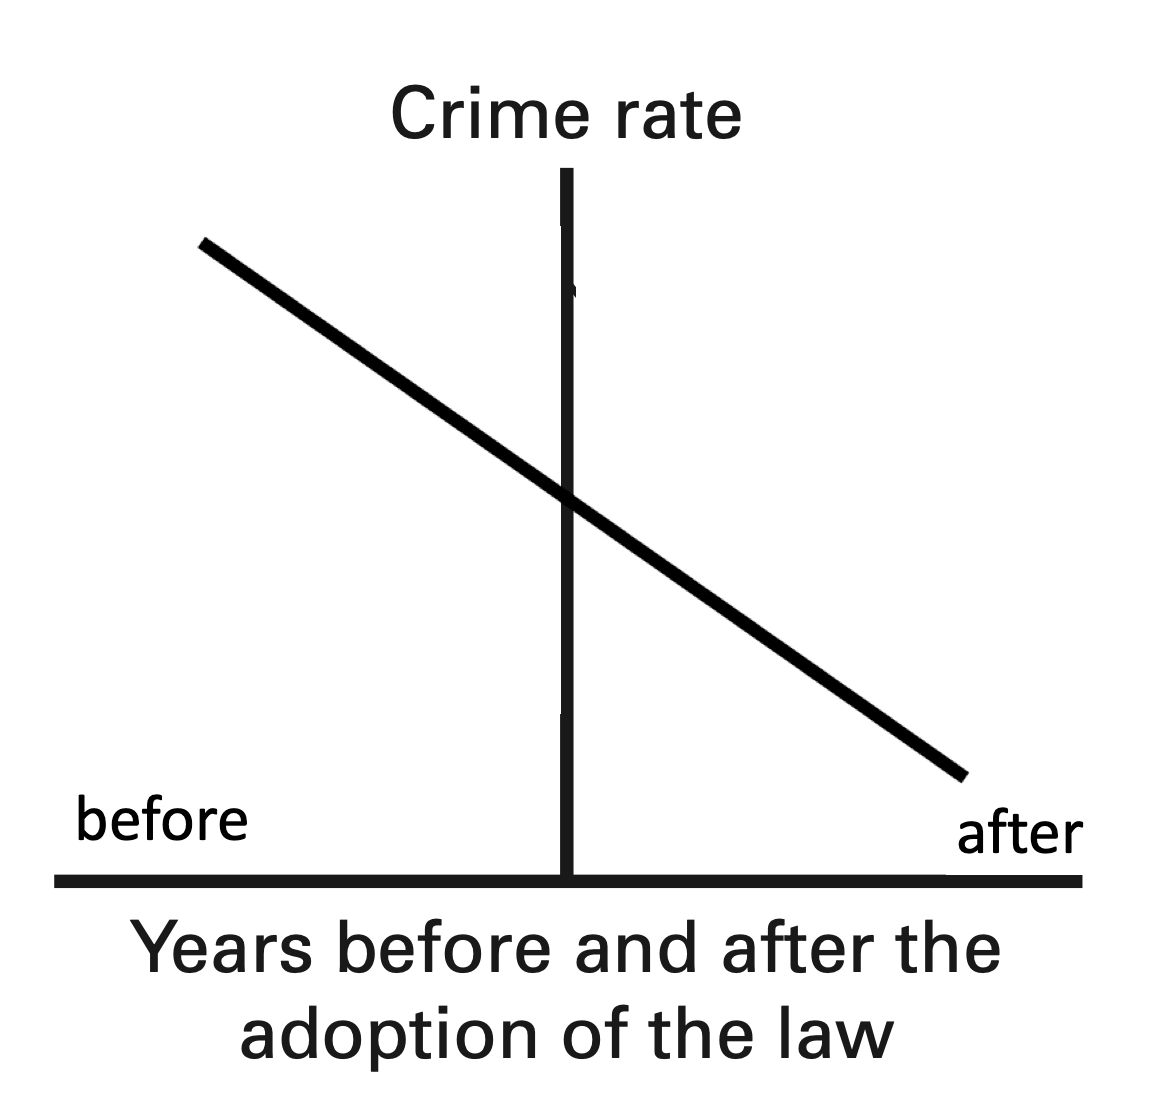 Crime rate
before
after
Years before and after the
adoption of the law